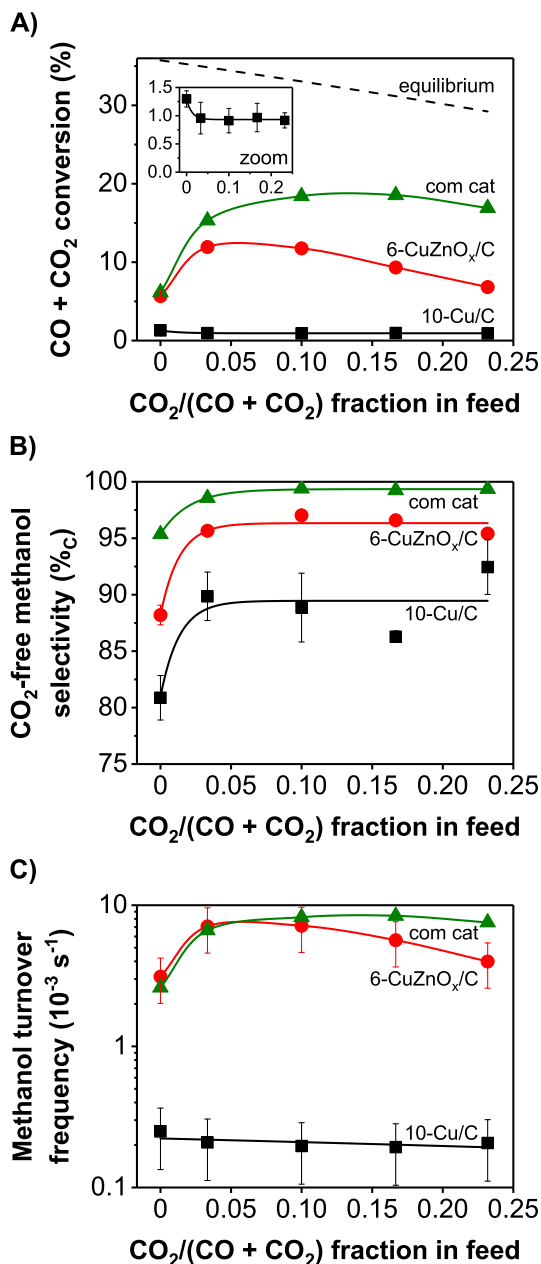 A)
CO + CO₂ conversion (%)
30
20
10
0
equilibrium
1.5
1.0
0.5
0.0
0
0.1
0.2
zoom
com cat
6-CuZnOₓ/C
10-Cu/C
0
0.05
0.10
0.15
0.20
0.25
CO₂/(CO + CO₂) fraction in feed
B)
CO₂-free methanol
selectivity (%C)
100
95
90
85
80
75
com cat
6-CuZnOₓ/C
10-Cu/C
0
0.05
0.10
0.15
0.20
0.25
CO₂/(CO + CO₂) fraction in feed
C)
Methanol turnover
frequency (10⁻³ s⁻¹)
10
1
0.1
com cat
6-CuZnOₓ/C
10-Cu/C
0
0.05
0.10
0.15
0.20
0.25
CO₂/(CO + CO₂) fraction in feed